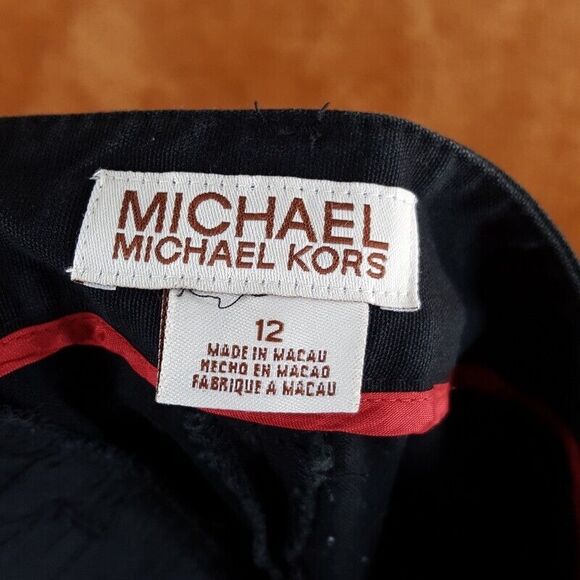 MICHAEL
MICHAEL KORS
12
MADE IN MACAU
HECHO EN MACAO
FABRIQUE A MACAU